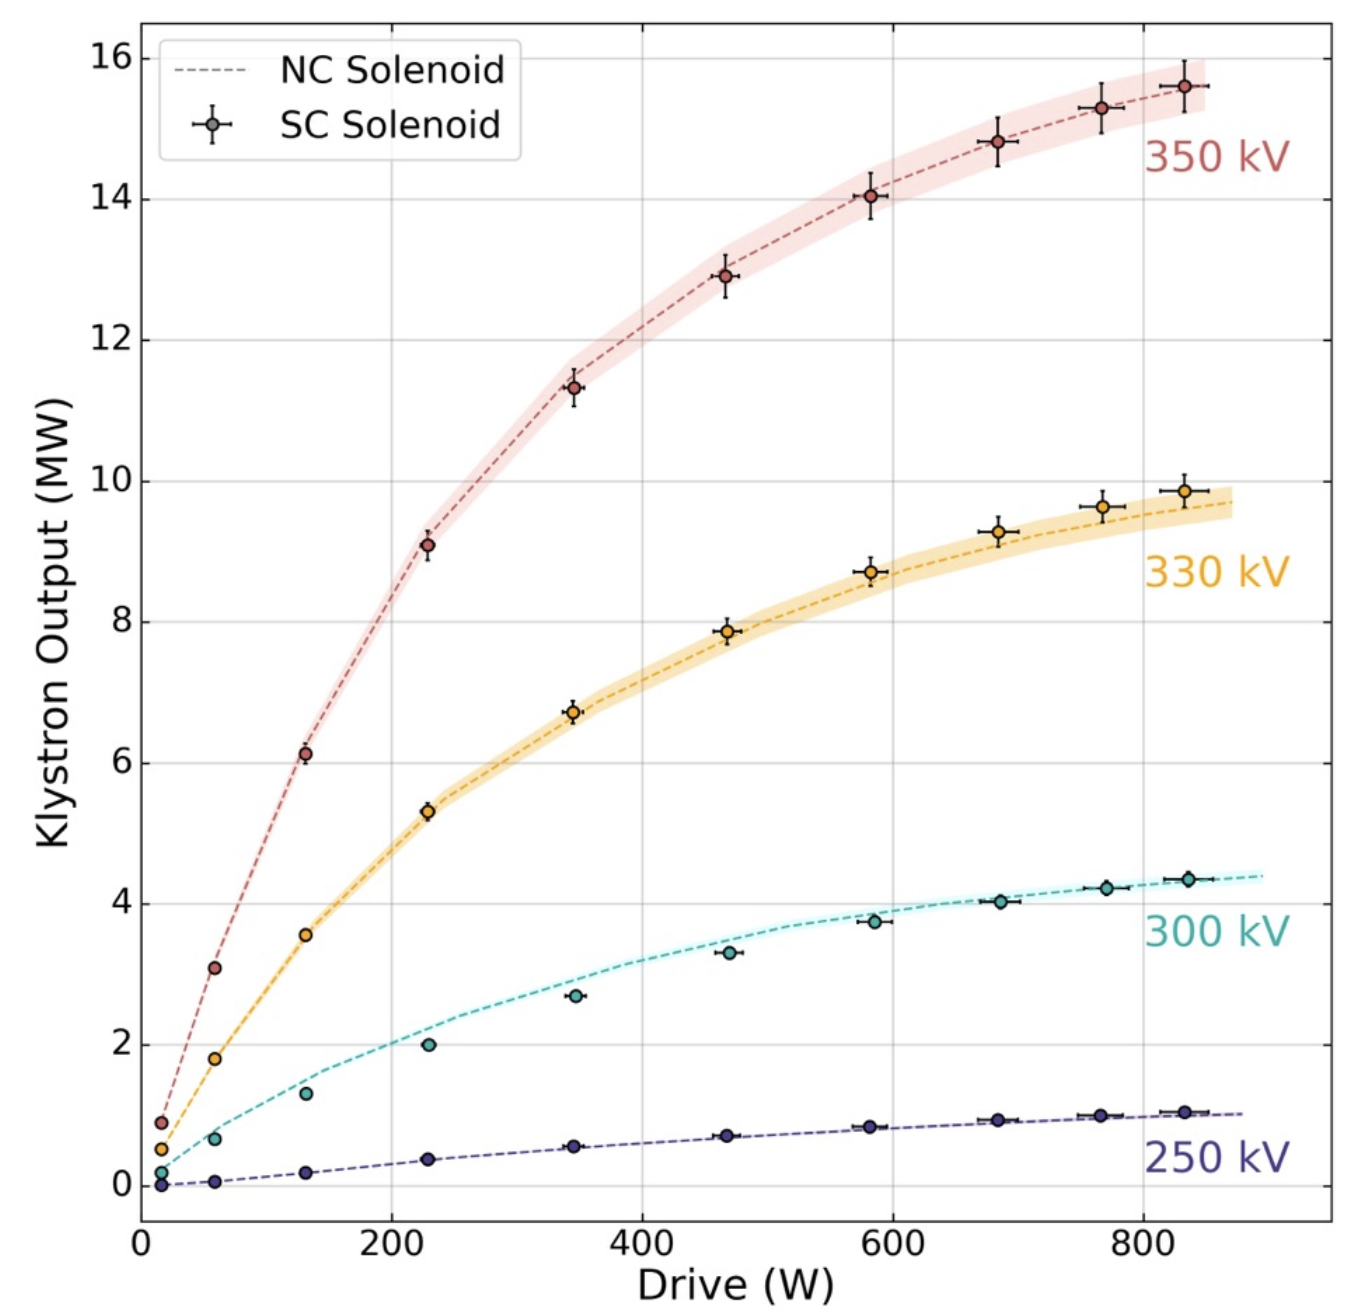 NC Solenoid
SC Solenoid
16
14
12
10
8
6
4
2
0
Klystron Output (MW)
350 kV
330 kV
300 kV
250 kV
0 200 400 600 800
Drive (W)